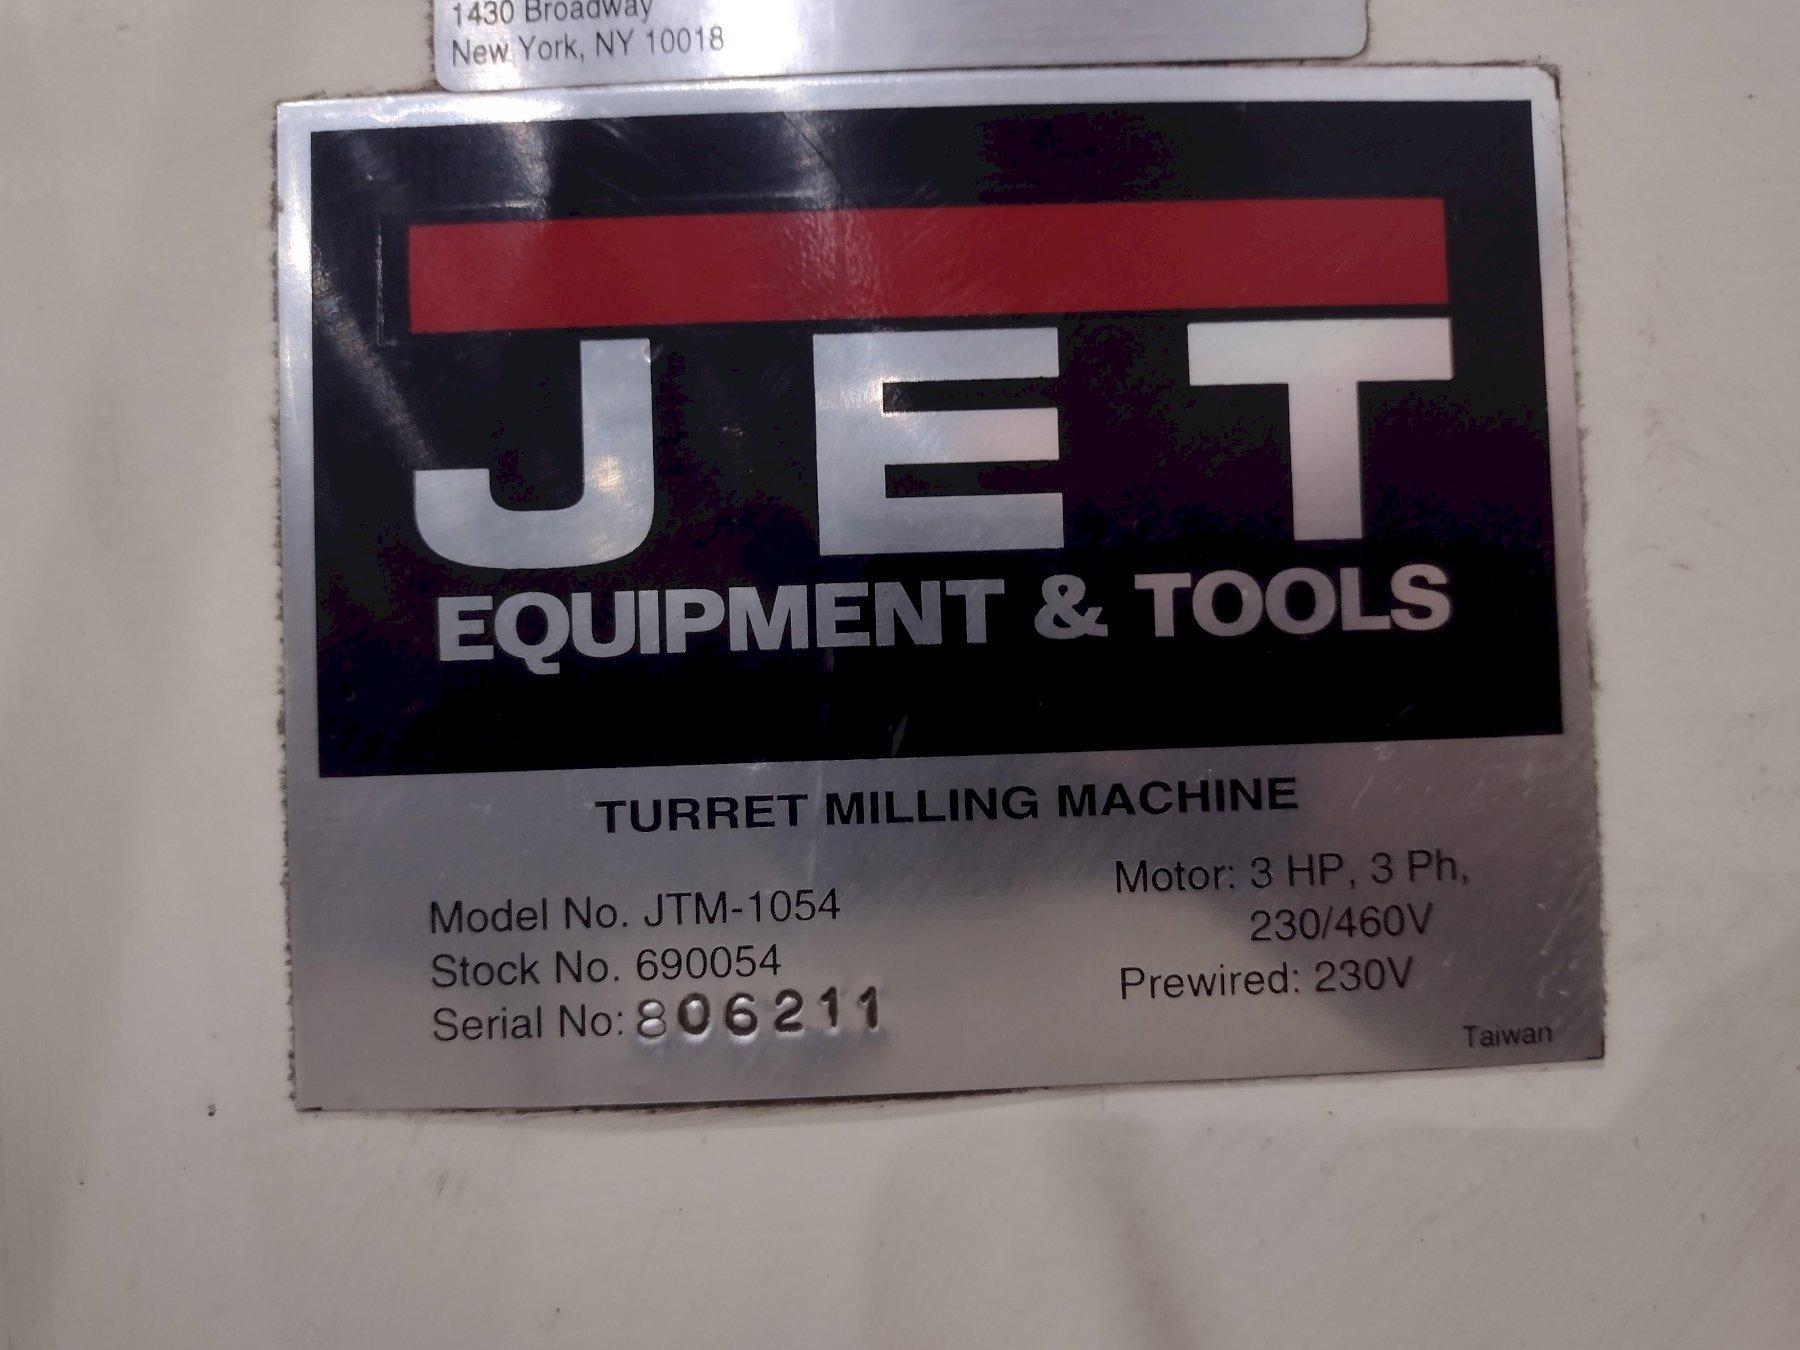 1430 Broadway
New York, NY 10018
JET
EQUIPMENT & TOOLS
TURRET MILLING MACHINE
Model No. JTM-1054
Stock No. 690054
Serial No: 806211
Motor: 3 HP, 3 Ph,
230/460V
Prewired: 230V
Taiwan